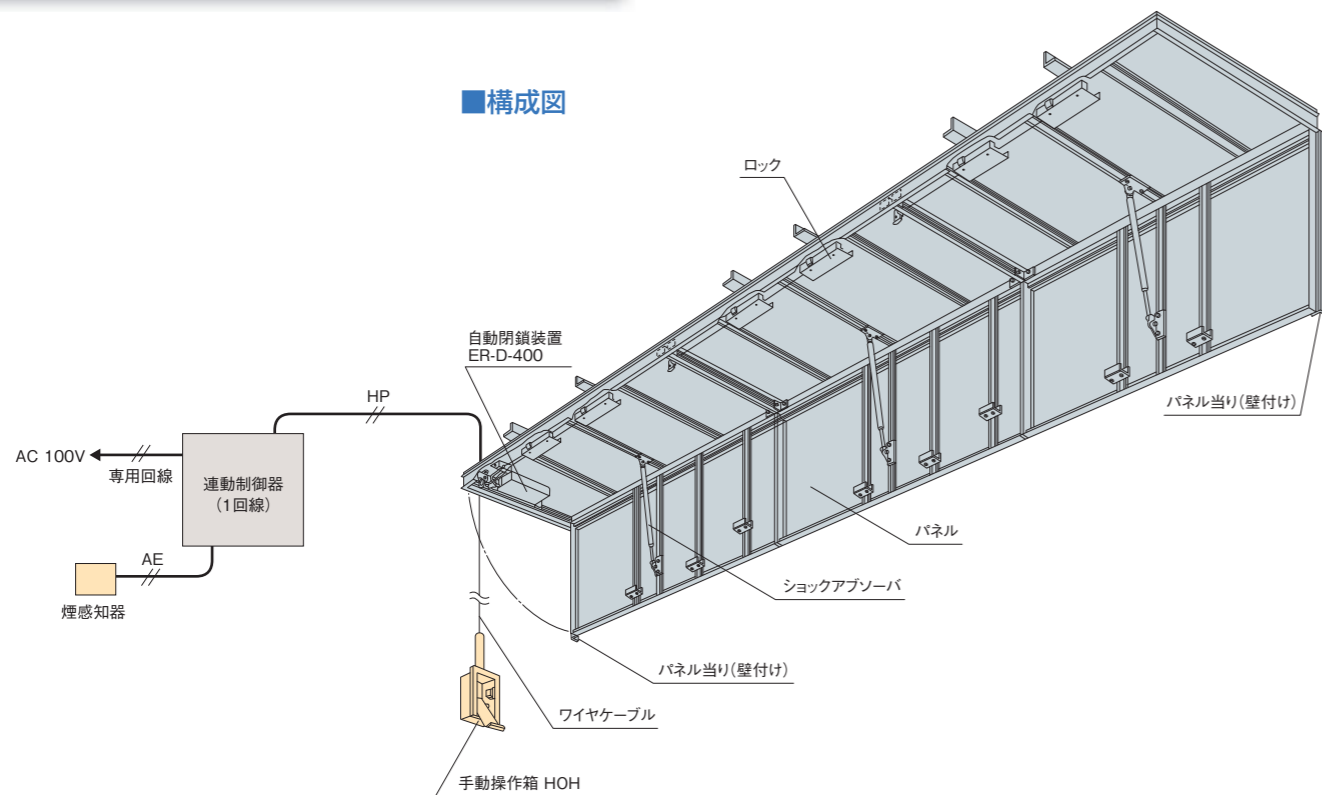 ■構成図
ロック
自動閉鎖装置
ER-D-400
HP
AC 100V
専用回線
連動制御器
（1回線）
AE
煙感知器
パネル当り（壁付け）
パネル
ショックアブソーバ
パネル当り（壁付け）
ワイヤケーブル
手動操作箱 HOH